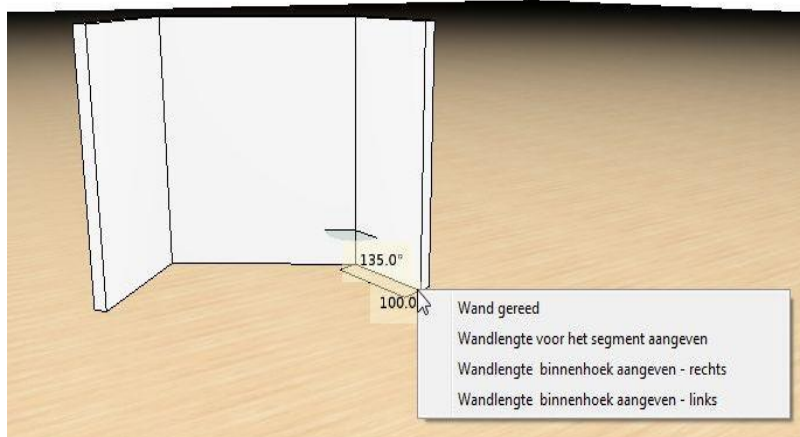 135.0°
100.0
Wand gereed
Wandlengte voor het segment aangeven
Wandlengte  binnenhoek aangeven - rechts
Wandlengte  binnenhoek aangeven - links